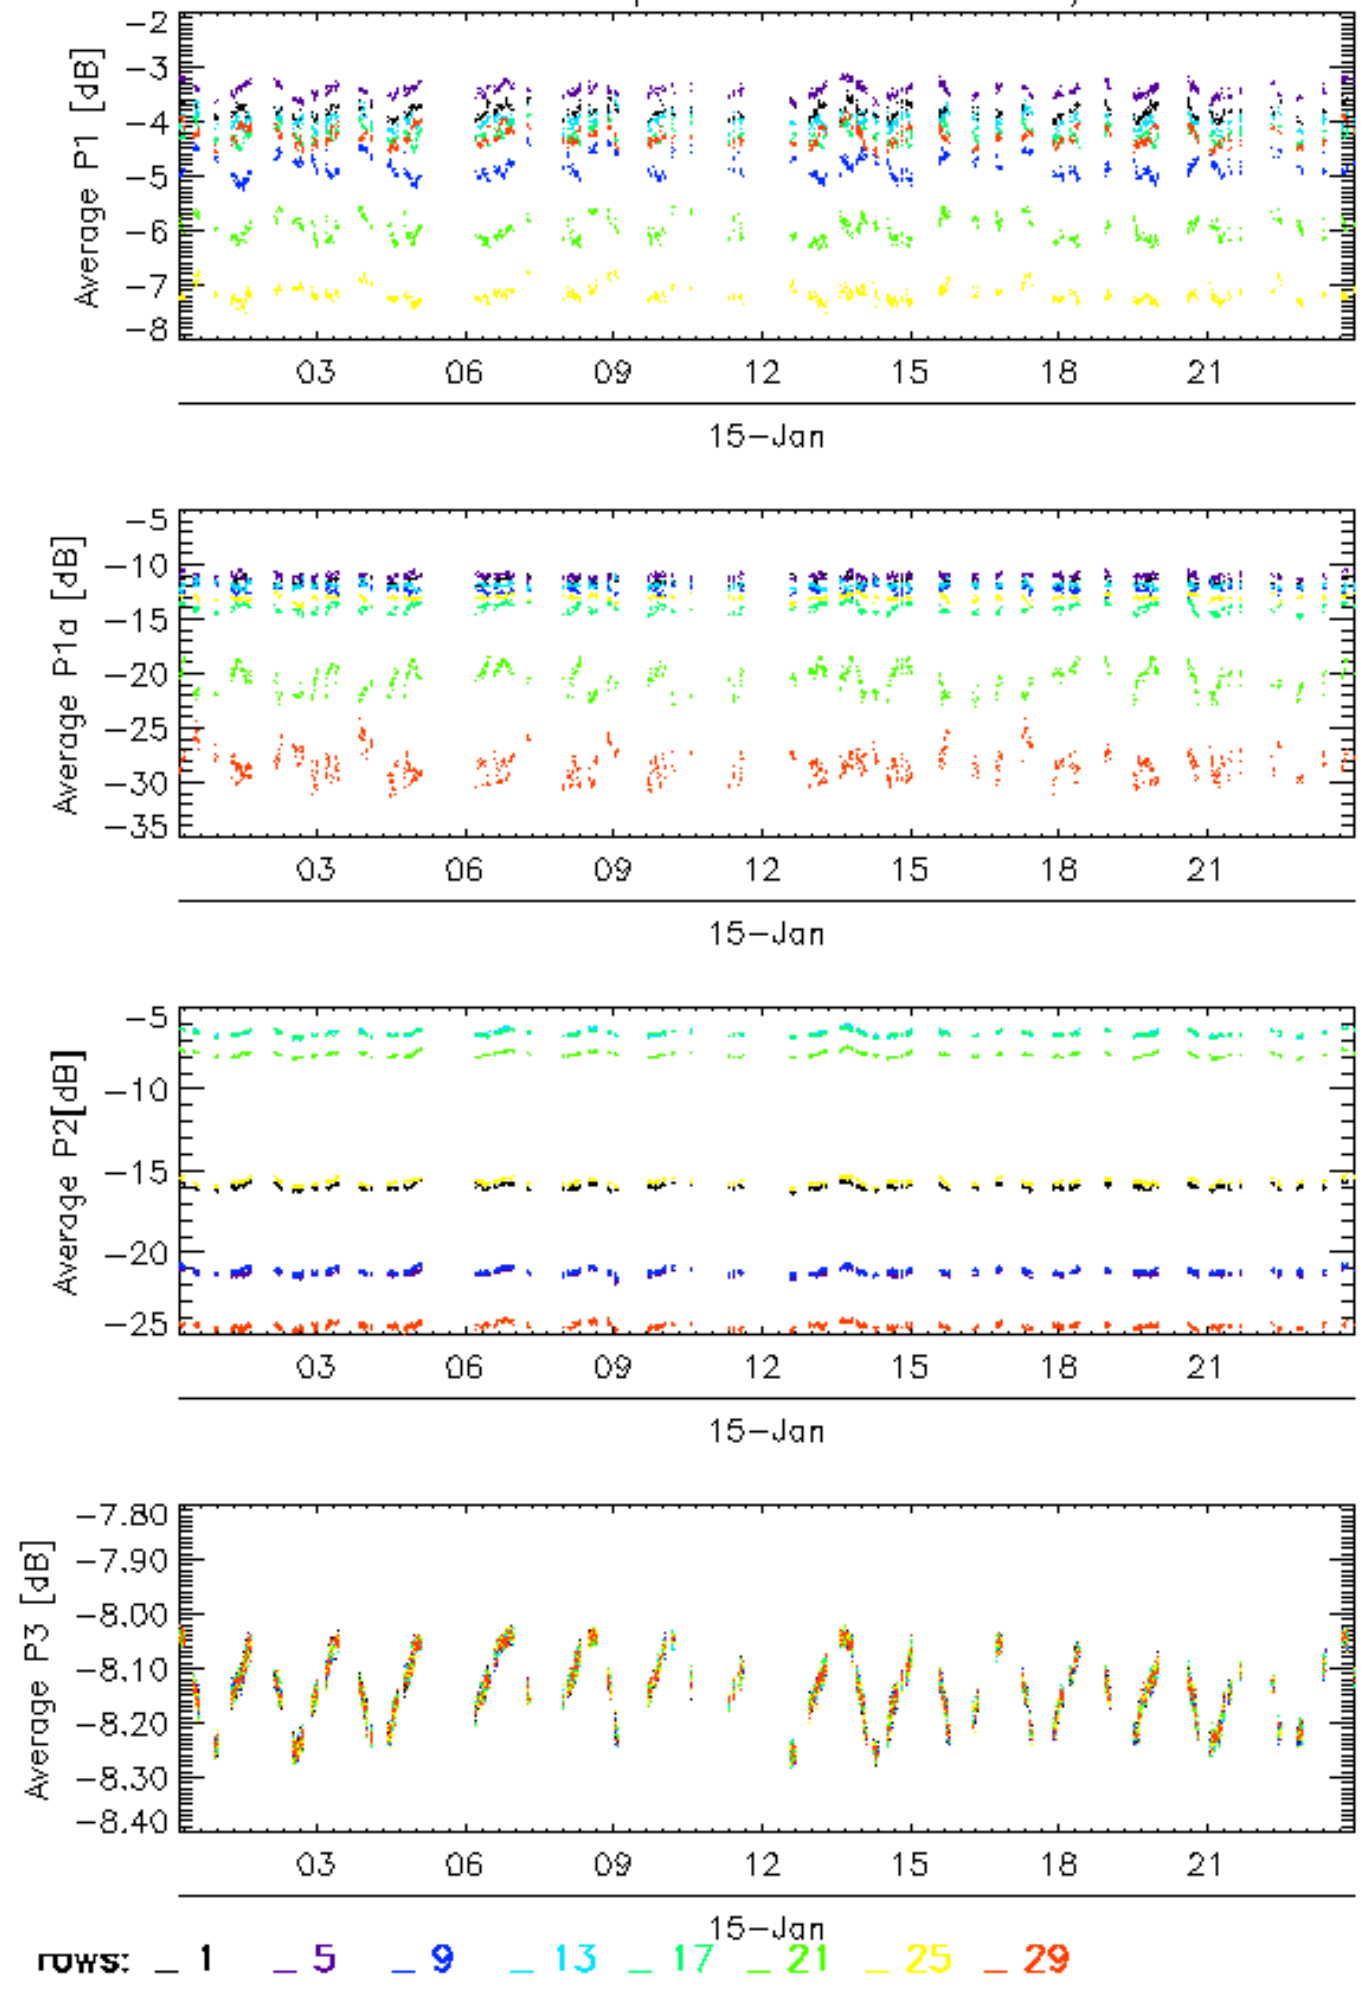 Average P1 [dB]
-2
-3
-4
-5
-6
-7
-8
03 06 09 12 15 18 21
15-Jan
Average P1a [dB]
-5
-10
-15
-20
-25
-30
-35
03 06 09 12 15 18 21
15-Jan
Average P2[dB]
-5
-10
-15
-20
-25
03 06 09 12 15 18 21
15-Jan
Average P3 [dB]
-7.80
-7.90
-8.00
-8.10
-8.20
-8.30
-8.40
03 06 09 12 15 18 21
15-Jan
rows: _ 1 _ 5 _ 9 _ 13 _ 17 _ 21 _ 25 _ 29